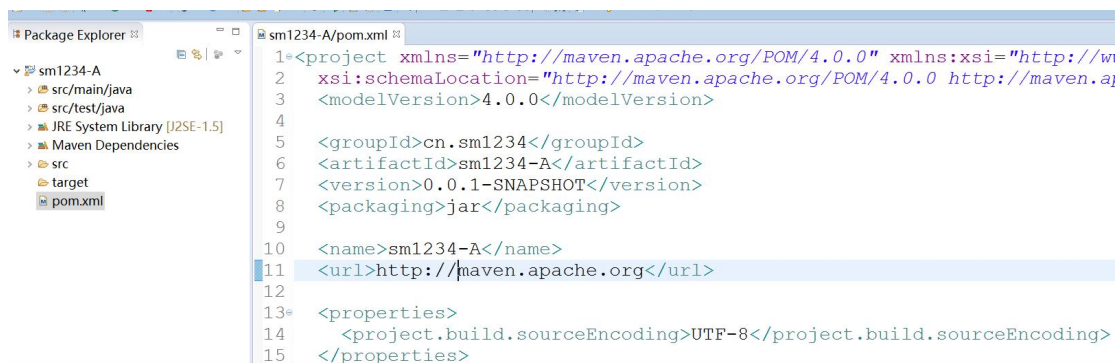 Package Explorer
sm1234-A
src/main/java
src/test/java
JRE System Library [J2SE-1.5]
Maven Dependencies
src
target
pom.xml
sm1234-A/pom.xml
1 <project xmlns="http://maven.apache.org/POM/4.0.0" xmlns:xsi="http://w
2 xsi:schemaLocation="http://maven.apache.org/POM/4.0.0 http://maven.a
3 <modelVersion>4.0.0</modelVersion>
4
5 <groupId>cn.sm1234</groupId>
6 <artifactId>sm1234-A</artifactId>
7 <version>0.0.1-SNAPSHOT</version>
8 <packaging>jar</packaging>
9
10 <name>sm1234-A</name>
11 <url>http://maven.apache.org</url>
12
13 <properties>
14 <project.build.sourceEncoding>UTF-8</project.build.sourceEncoding>
15 </properties>